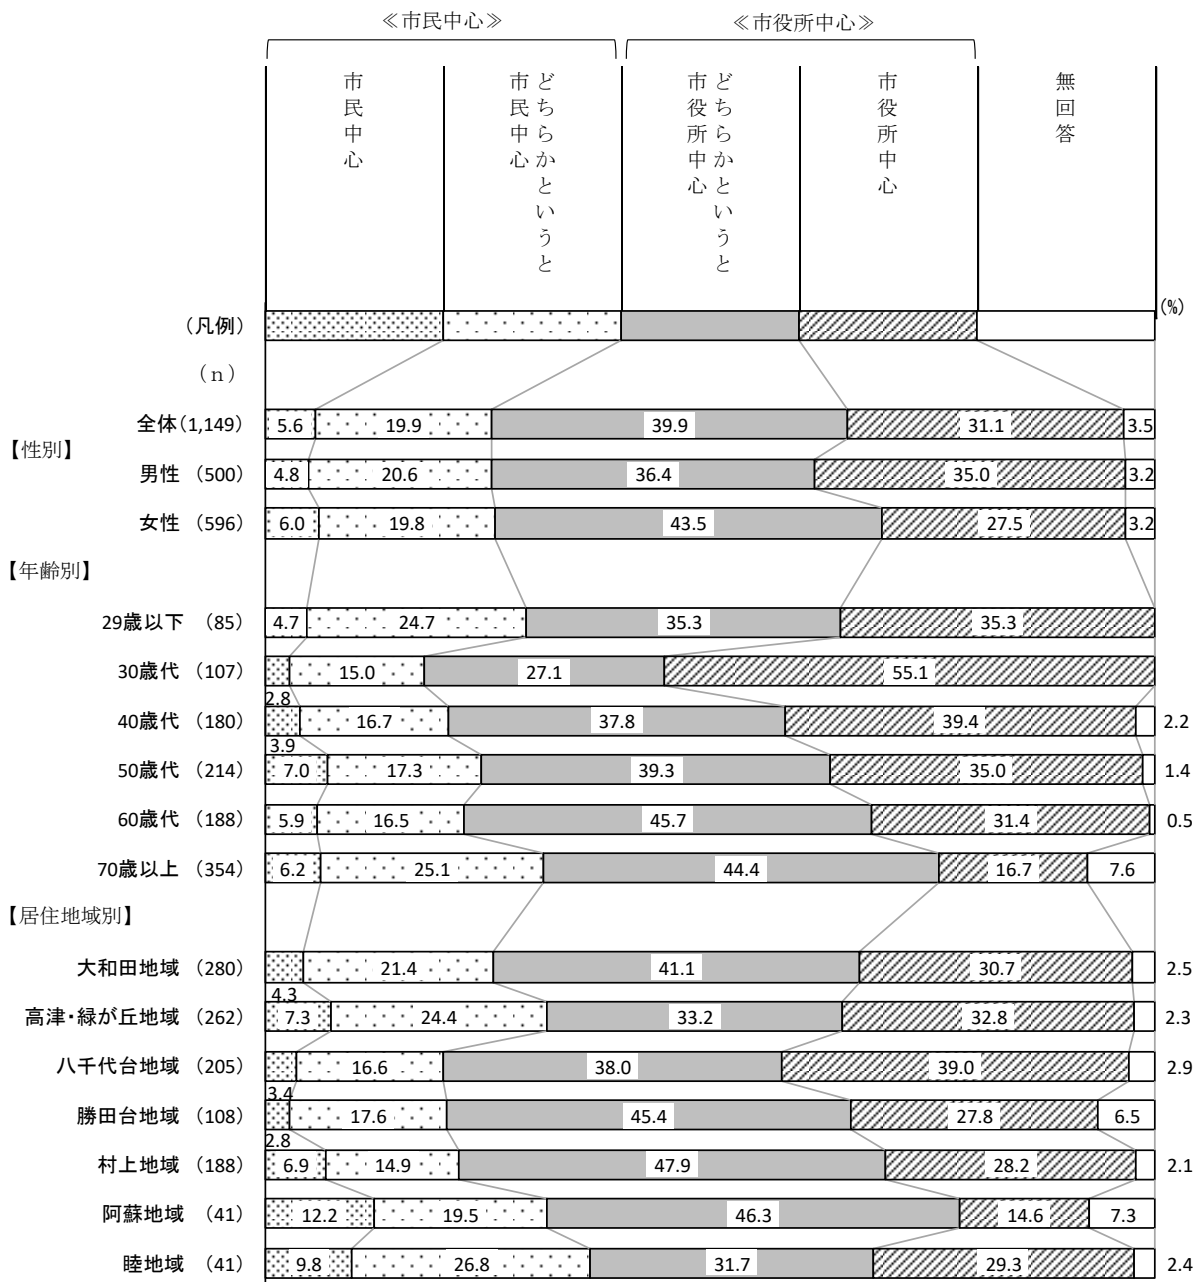 ≪市民中心≫ ≪市役所中心≫
市民中心
どちらかというと
市民中心
どちらかというと
市役所中心
市役所中心
無回答
(%)
(凡例)
(n)
全体(1,149) 5.6 19.9 39.9 31.1 3.5
【性別】
男性 (500) 4.8 20.6 36.4 35.0 3.2
女性 (596) 6.0 19.8 43.5 27.5 3.2
【年齢別】
29歳以下 (85) 4.7 24.7 35.3 35.3
30歳代 (107) 2.8 15.0 27.1 55.1
40歳代 (180) 3.9 16.7 37.8 39.4 2.2
50歳代 (214) 7.0 17.3 39.3 35.0 1.4
60歳代 (188) 5.9 16.5 45.7 31.4 0.5
70歳以上 (354) 6.2 25.1 44.4 16.7 7.6
【居住地域別】
大和田地域 (280) 4.3 21.4 41.1 30.7 2.5
高津・緑が丘地域 (262) 7.3 24.4 33.2 32.8 2.3
八千代台地域 (205) 3.4 16.6 38.0 39.0 2.9
勝田台地域 (108) 2.8 17.6 45.4 27.8 6.5
村上地域 (188) 6.9 14.9 47.9 28.2 2.1
阿蘇地域 (41) 12.2 19.5 46.3 14.6 7.3
睦地域 (41) 9.8 26.8 31.7 29.3 2.4